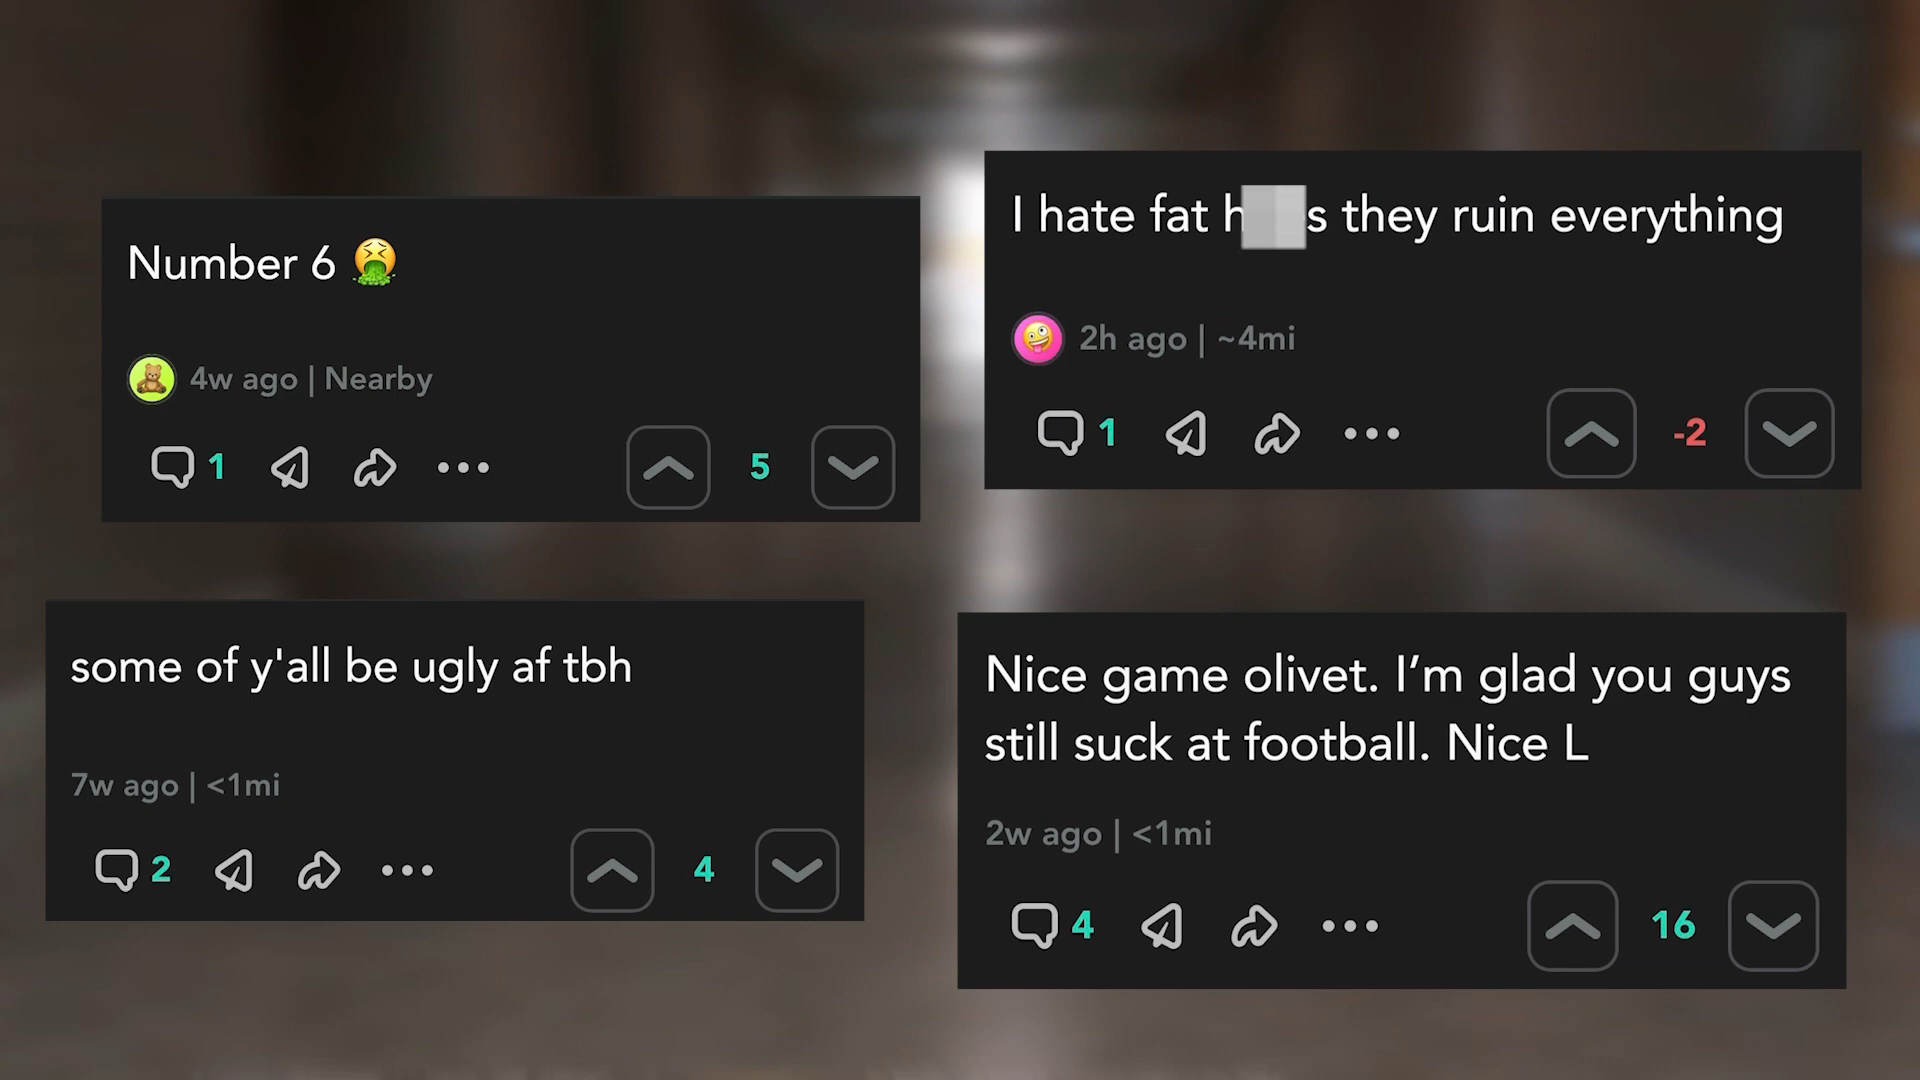 Number 6 🤮
4w ago | Nearby
1
5
I hate fat h s they ruin everything
2h ago | ~4mi
1
-2
some of y'all be ugly af tbh
7w ago | <1mi
2
4
Nice game olivet. I’m glad you guys
still suck at football. Nice L
2w ago | <1mi
4
16